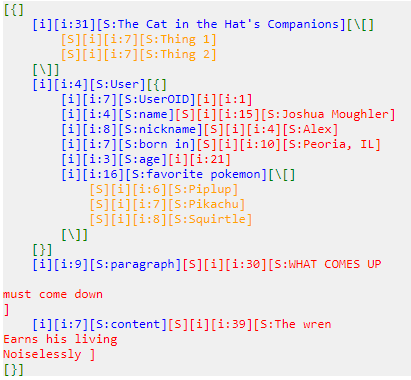 [{]
[i][i:31][S:The Cat in the Hat's Companions][\[]
[S][i][i:7][S:Thing 1]
[S][i][i:7][S:Thing 2]
[\]]
[i][i:4][S:User][{]
[i][i:7][S:UserOID][i][i:1]
[i][i:4][S:name][S][i][i:15][S:Joshua Moughler]
[i][i:8][S:nickname][S][i][i:4][S:Alex]
[i][i:7][S:born in][S][i][i:10][S:Peoria, IL]
[i][i:3][S:age][i][i:21]
[i][i:16][S:favorite pokemon][\[]
[S][i][i:6][S:Piplup]
[S][i][i:7][S:Pikachu]
[S][i][i:8][S:Squirtle]
[\]]
[}]
[i][i:9][S:paragraph][S][i][i:30][S:WHAT COMES UP
must come down
]
[i][i:7][S:content][S][i][i:39][S:The wren
Earns his living
Noiselessly ]
[}]